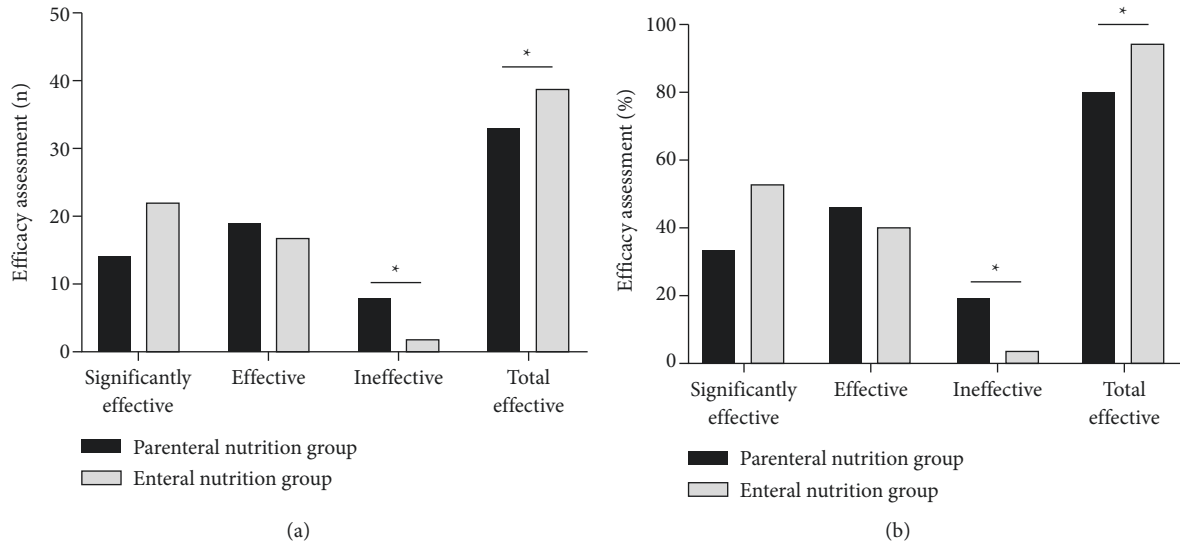 Efficacy assessment (n)
50
40
30
20
10
0
*
*
Significantly
effective
Effective
Ineffective
Total
effective
Parenteral nutrition group
Enteral nutrition group
(a)
Efficacy assessment (%)
100
80
60
40
20
0
*
*
Significantly
effective
Effective
Ineffective
Total
effective
Parenteral nutrition group
Enteral nutrition group
(b)